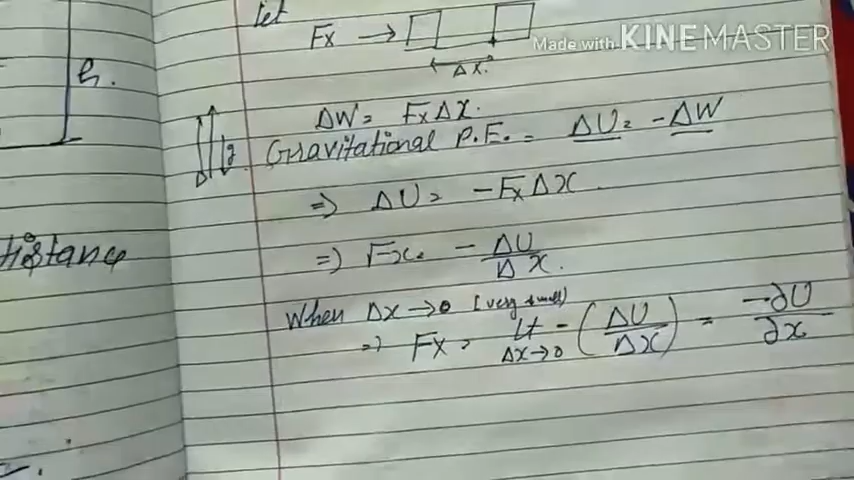 Let
Fx →
Made with KINEMASTER
Δx.
h.
ΔW = Fx Δx.
g
Gravitational P.E. = ΔU = -ΔW
⇒ ΔU = -Fx Δx
distance
⇒ Fx = - ΔU/Δx.
When Δx → 0 (very small)
⇒ Fx = Lt Δx→0 - (ΔU/Δx) = -∂U/∂x